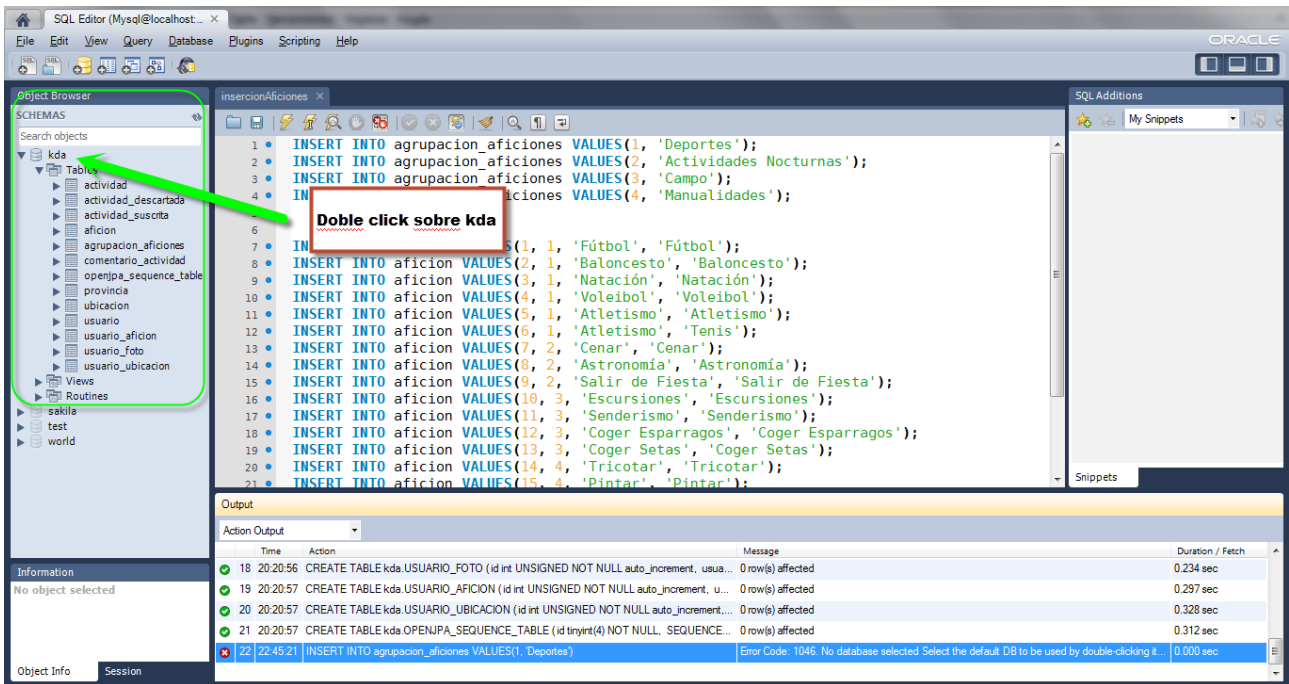 SQL Editor (Mysql@localhost:... ×
File Edit View Query Database Plugins Scripting Help
ORACLE
Object Browser
SCHEMAS
Search objects
kda
Tables
actividad
actividad_descartada
actividad_suscrita
aficion
agrupacion_aficiones
comentario_actividad
openjpa_sequence_table
provincia
ubicacion
usuario
usuario_aficion
usuario_foto
usuario_ubicacion
Views
Routines
sakila
test
world
Information
No object selected
Object Info Session
insercionAficiones ×
1 INSERT INTO agrupacion_aficiones VALUES(1, 'Deportes');
2 INSERT INTO agrupacion_aficiones VALUES(2, 'Actividades Nocturnas');
3 INSERT INTO agrupacion_aficiones VALUES(3, 'Campo');
4 IN iciones VALUES(4, 'Manualidades');
Doble click sobre kda
6
7 IN S(1, 1, 'Fútbol', 'Fútbol');
8 INSERT INTO aficion VALUES(2, 1, 'Baloncesto', 'Baloncesto');
9 INSERT INTO aficion VALUES(3, 1, 'Natación', 'Natación');
10 INSERT INTO aficion VALUES(4, 1, 'Voleibol', 'Voleibol');
11 INSERT INTO aficion VALUES(5, 1, 'Atletismo', 'Atletismo');
12 INSERT INTO aficion VALUES(6, 1, 'Atletismo', 'Tenis');
13 INSERT INTO aficion VALUES(7, 2, 'Cenar', 'Cenar');
14 INSERT INTO aficion VALUES(8, 2, 'Astronomía', 'Astronomía');
15 INSERT INTO aficion VALUES(9, 2, 'Salir de Fiesta', 'Salir de Fiesta');
16 INSERT INTO aficion VALUES(10, 3, 'Escursiones', 'Escursiones');
17 INSERT INTO aficion VALUES(11, 3, 'Senderismo', 'Senderismo');
18 INSERT INTO aficion VALUES(12, 3, 'Coger Esparragos', 'Coger Esparragos');
19 INSERT INTO aficion VALUES(13, 3, 'Coger Setas', 'Coger Setas');
20 INSERT INTO aficion VALUES(14, 4, 'Tricotar', 'Tricotar');
21 INSERT INTO aficion VALUES(15, 4, 'Pintar', 'Pintar');
SQL Additions
My Snippets
Snippets
Output
Action Output
Time Action Message Duration / Fetch
18 20:20:56 CREATE TABLE kda.USUARIO_FOTO ( id int UNSIGNED NOT NULL auto_increment, usua... 0 row(s) affected 0.234 sec
19 20:20:57 CREATE TABLE kda.USUARIO_AFICION ( id int UNSIGNED NOT NULL auto_increment, u... 0 row(s) affected 0.297 sec
20 20:20:57 CREATE TABLE kda.USUARIO_UBICACION ( id int UNSIGNED NOT NULL auto_increment,... 0 row(s) affected 0.328 sec
21 20:20:57 CREATE TABLE kda.OPENJPA_SEQUENCE_TABLE ( id tinyint(4) NOT NULL, SEQUENCE... 0 row(s) affected 0.312 sec
22 22:45:21 INSERT INTO agrupacion_aficiones VALUES(1, 'Deportes') Error Code: 1046. No database selected Select the default DB to be used by double-clicking it... 0.000 sec